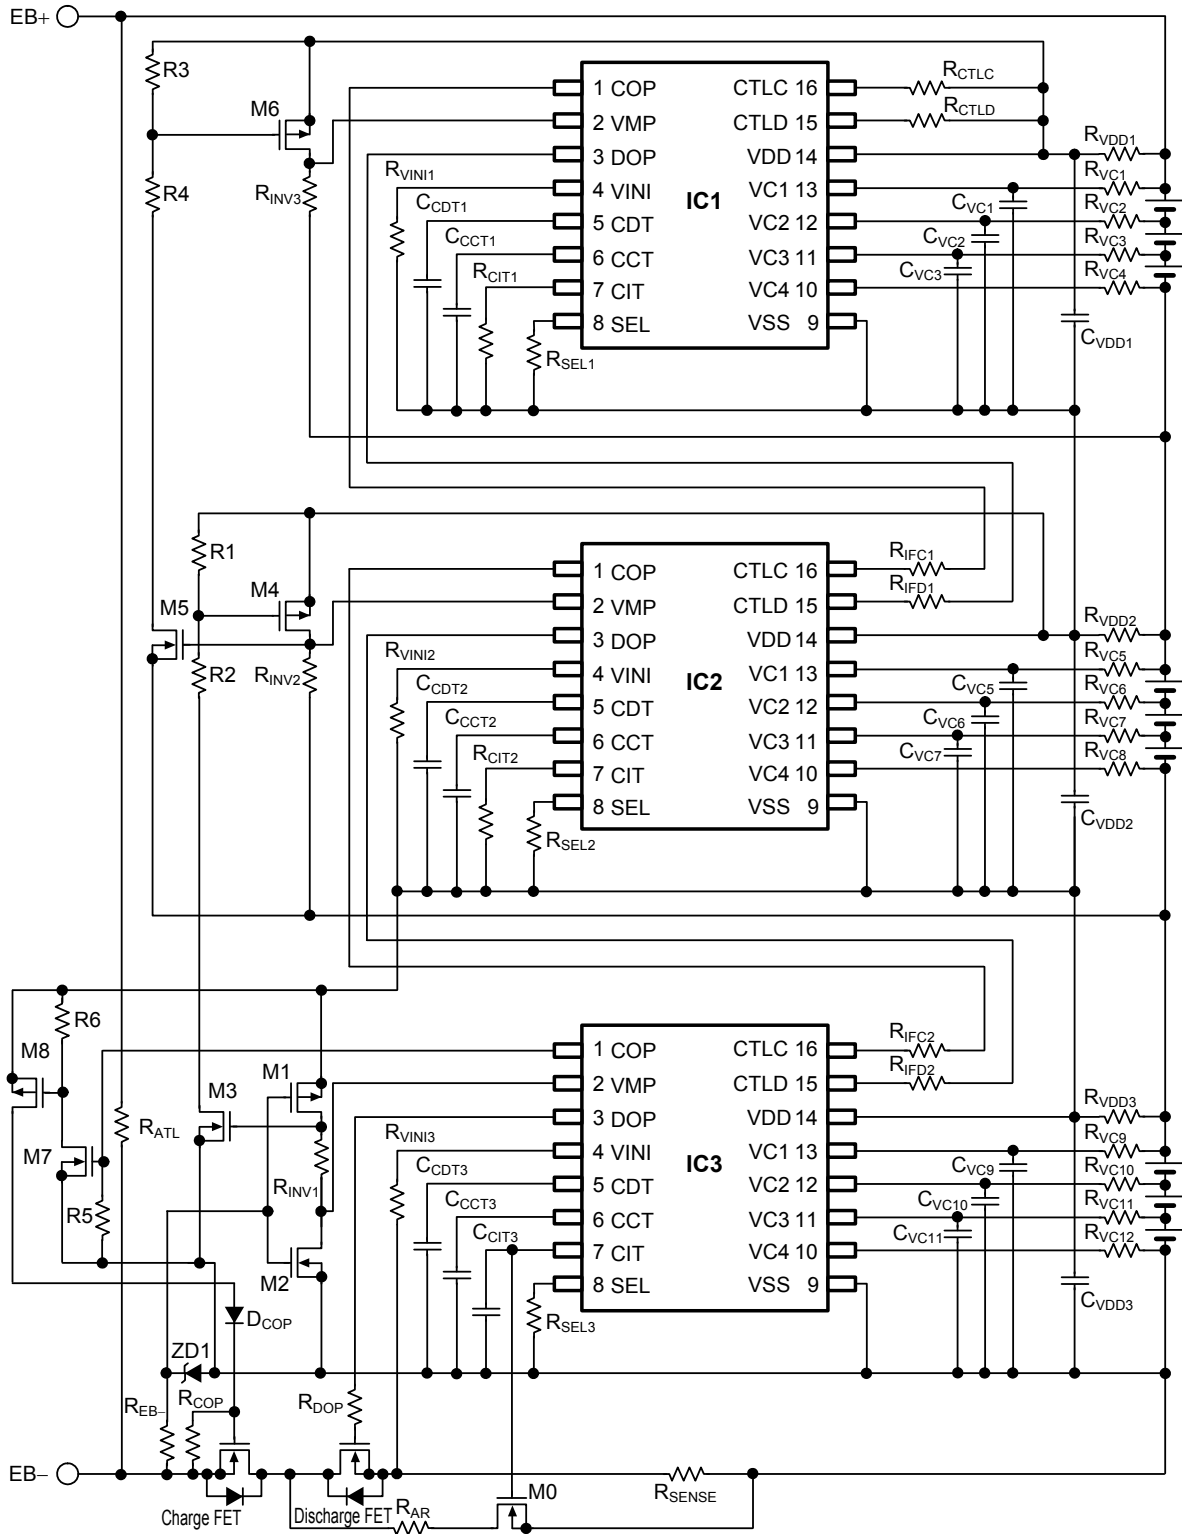 EB+
R3
M6
R4
RINV3
1 COP
2 VMP
3 DOP
4 VINI
5 CDT
6 CCT
7 CIT
8 SEL
IC1
CTLC 16
CTLD 15
VDD 14
VC1 13
VC2 12
VC3 11
VC4 10
VSS 9
RCTLC
RCTLD
RVDD1
RVC1
RVC2
RVC3
RVC4
CVC1
CVC2
CVC3
CVDD1
RVINI1
CCDT1
CCCT1
RCIT1
RSEL1
R1
M4
M5
R2
RINV2
1 COP
2 VMP
3 DOP
4 VINI
5 CDT
6 CCT
7 CIT
8 SEL
IC2
CTLC 16
CTLD 15
VDD 14
VC1 13
VC2 12
VC3 11
VC4 10
VSS 9
RIFC1
RIFD1
RVDD2
RVC5
RVC6
RVC7
RVC8
CVC5
CVC6
CVC7
CVDD2
RVINI2
CCDT2
CCCT2
RCIT2
RSEL2
R6
M8
M1
M3
RATL
M7
RINV1
R5
M2
DCOP
1 COP
2 VMP
3 DOP
4 VINI
5 CDT
6 CCT
7 CIT
8 SEL
IC3
CTLC 16
CTLD 15
VDD 14
VC1 13
VC2 12
VC3 11
VC4 10
VSS 9
RIFC2
RIFD2
RVDD3
RVC9
RVC10
RVC11
RVC12
CVC9
CVC10
CVC11
CVDD3
RVINI3
CCDT3
CCCT3
CCIT3
RSEL3
ZD1
REB−
RCOP
RDOP
EB−
Charge FET
Discharge FET
RAR
M0
RSENSE